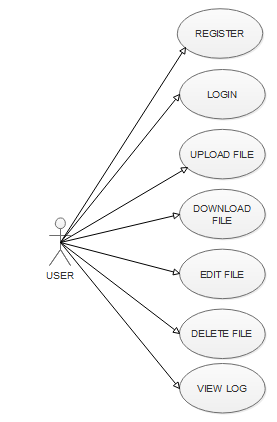 REGISTER
LOGIN
UPLOAD FILE
DOWNLOAD
FILE
USER
EDIT FILE
DELETE FILE
VIEW LOG